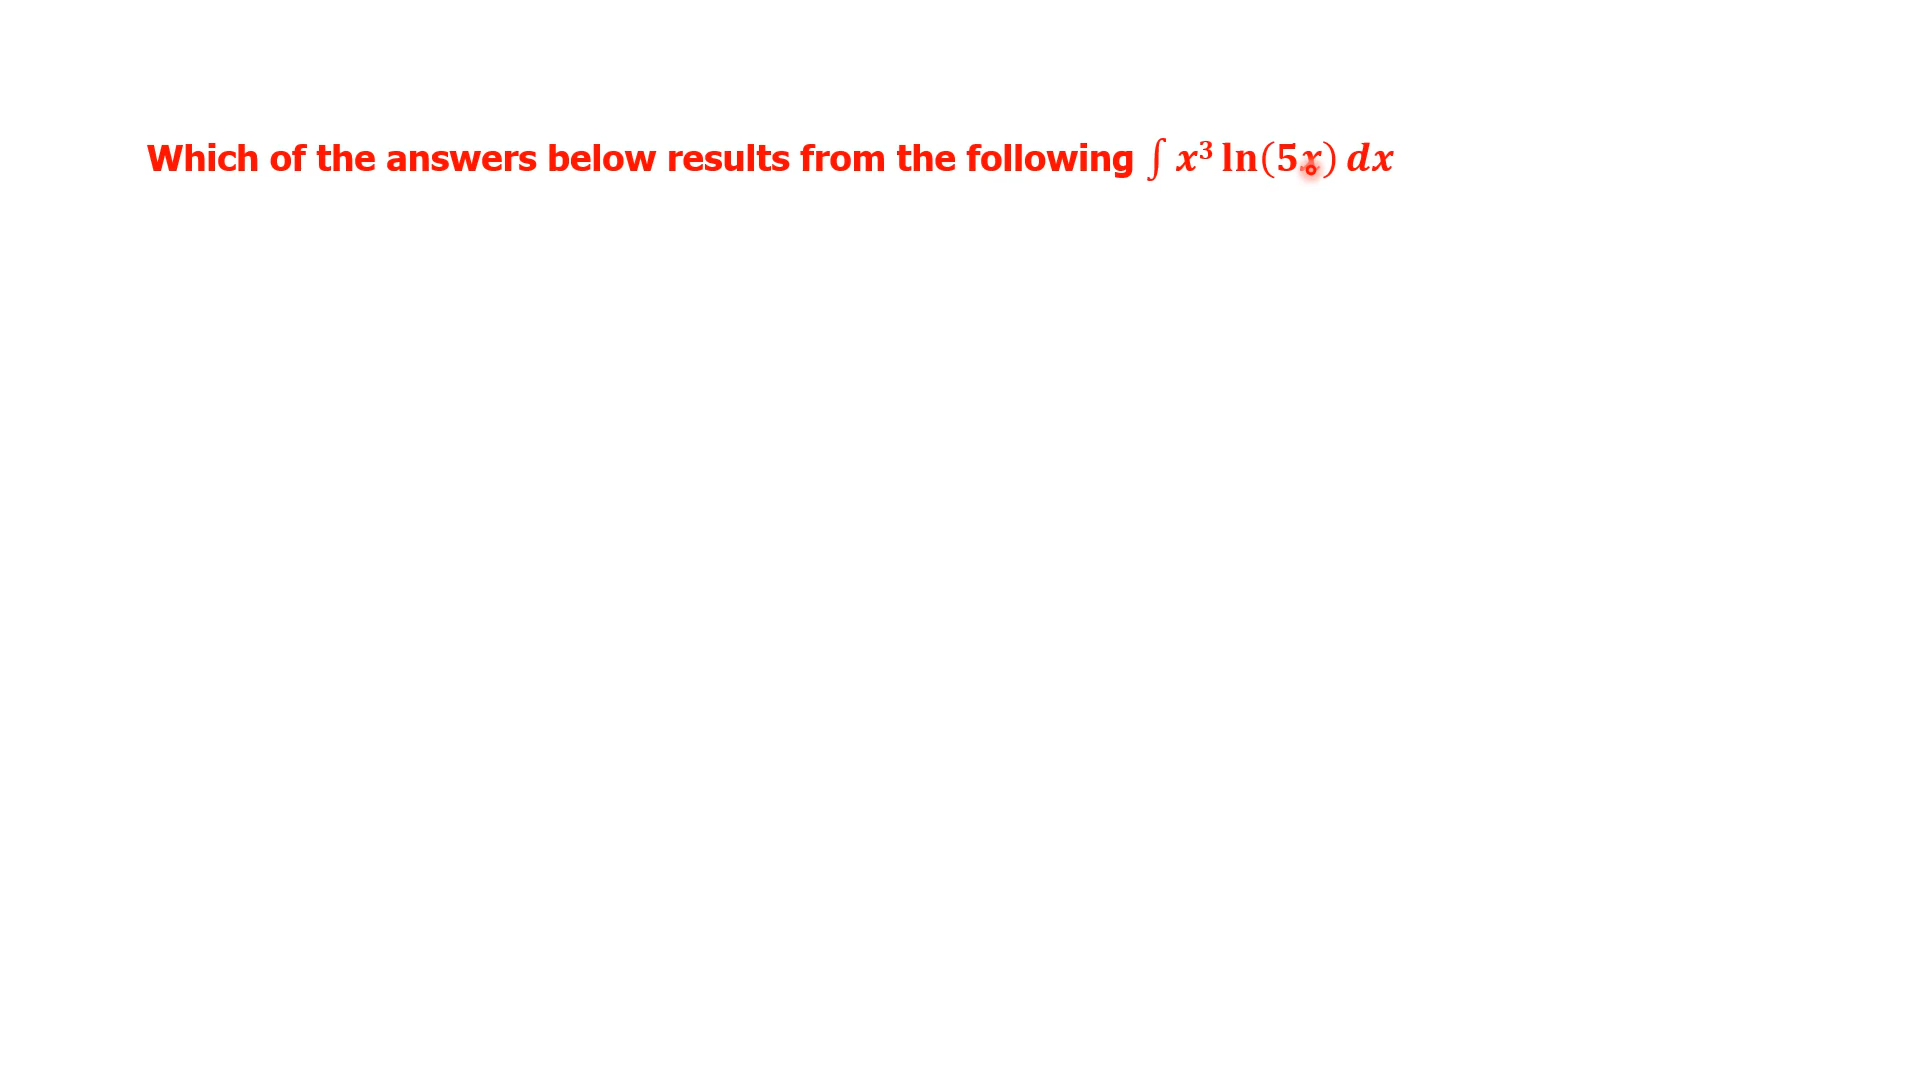 Which of the answers below results from the following ∫ x³ ln(5x) dx